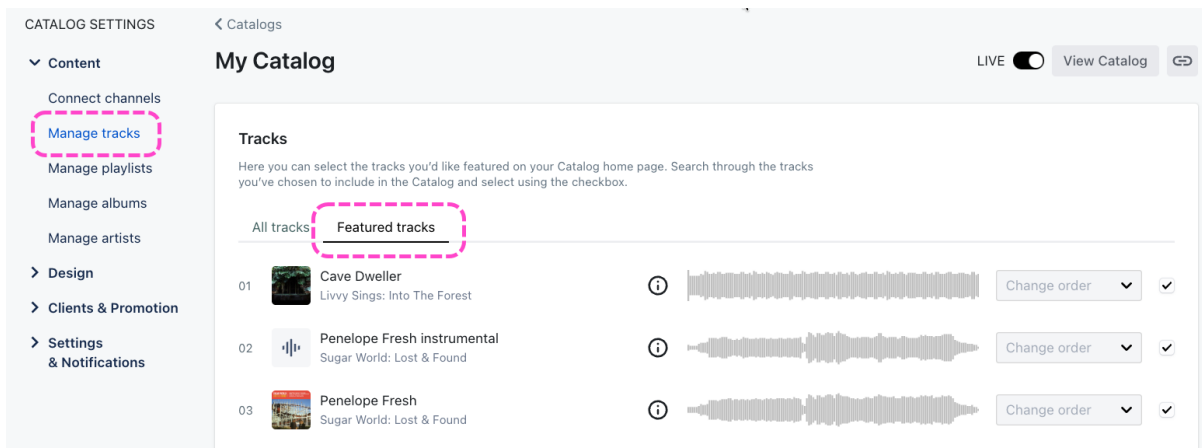 CATALOG SETTINGS
Content
Connect channels
Manage tracks
Manage playlists
Manage albums
Manage artists
Design
Clients & Promotion
Settings
& Notifications
Catalogs
My Catalog
LIVE
View Catalog
Tracks
Here you can select the tracks you’d like featured on your Catalog home page. Search through the tracks
you’ve chosen to include in the Catalog and select using the checkbox.
All tracks
Featured tracks
01
Cave Dweller
Livvy Sings: Into The Forest
Change order
02
Penelope Fresh instrumental
Sugar World: Lost & Found
Change order
03
Penelope Fresh
Sugar World: Lost & Found
Change order